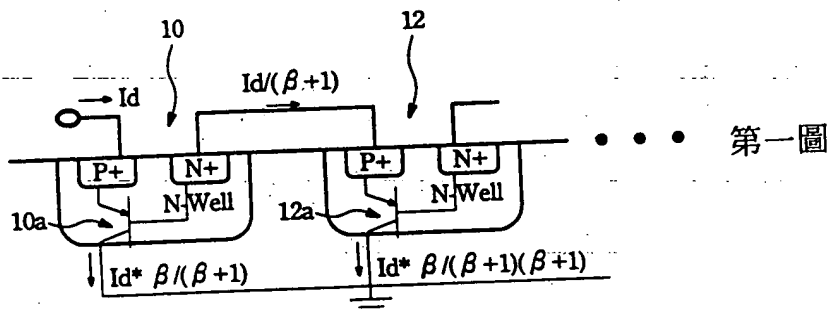 10
12
Id
Id/(β+1)
P+
N+
N-Well
10a
P+
N+
N-Well
12a
第一圖
Id* β/(β+1)
Id* β/(β+1)(β+1)